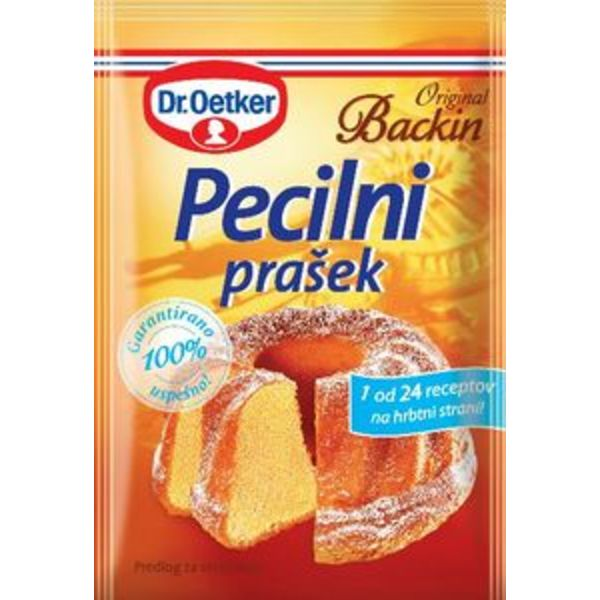 Dr.Oetker
Original
Backin
Pecilni
prašek
Garantirano
100%
uspešno!
1 od 24 receptov
na hrbtni strani!
Predlog za